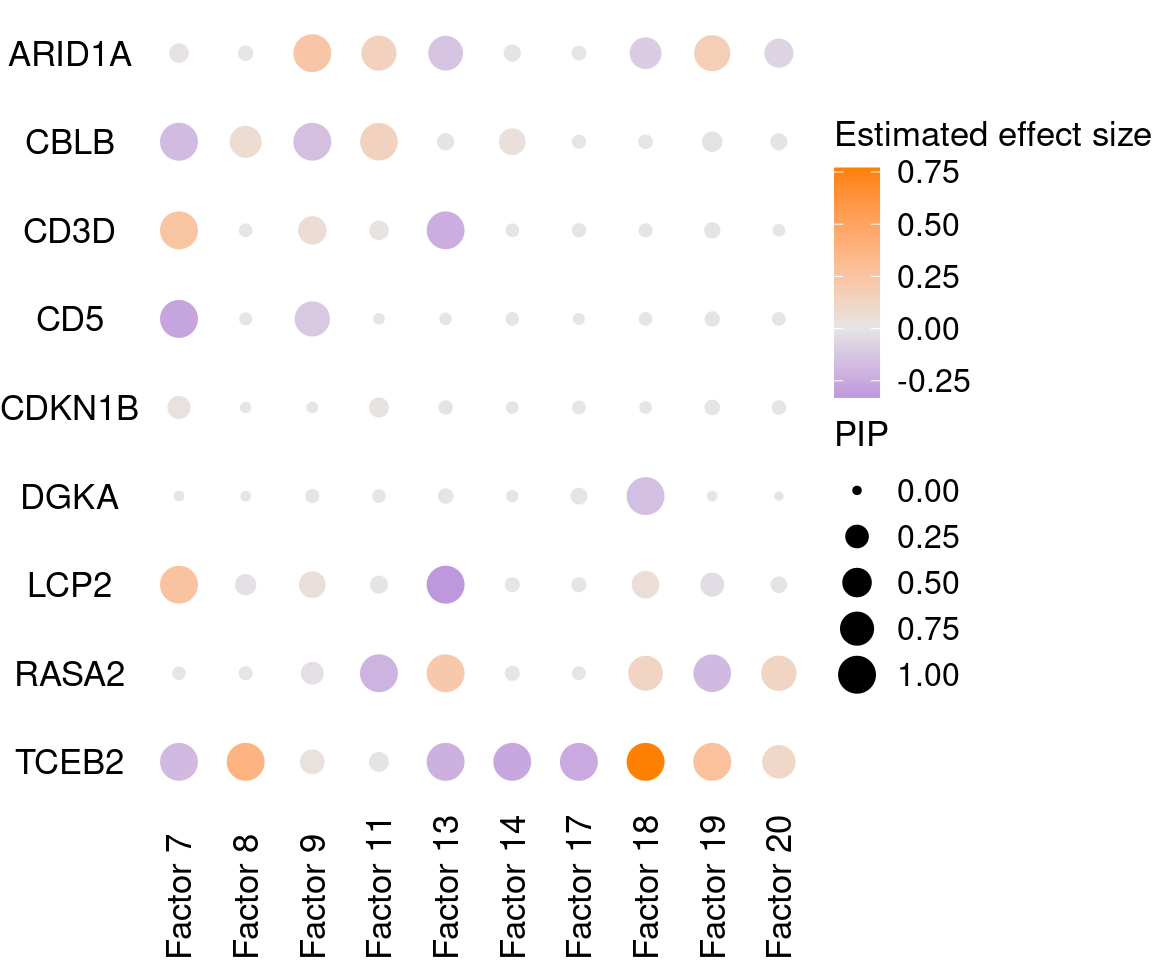 ARID1A
CBLB
CD3D
CD5
CDKN1B
DGKA
LCP2
RASA2
TCEB2
Factor 7
Factor 8
Factor 9
Factor 11
Factor 13
Factor 14
Factor 17
Factor 18
Factor 19
Factor 20
Estimated effect size
0.75
0.50
0.25
0.00
-0.25
PIP
0.00
0.25
0.50
0.75
1.00